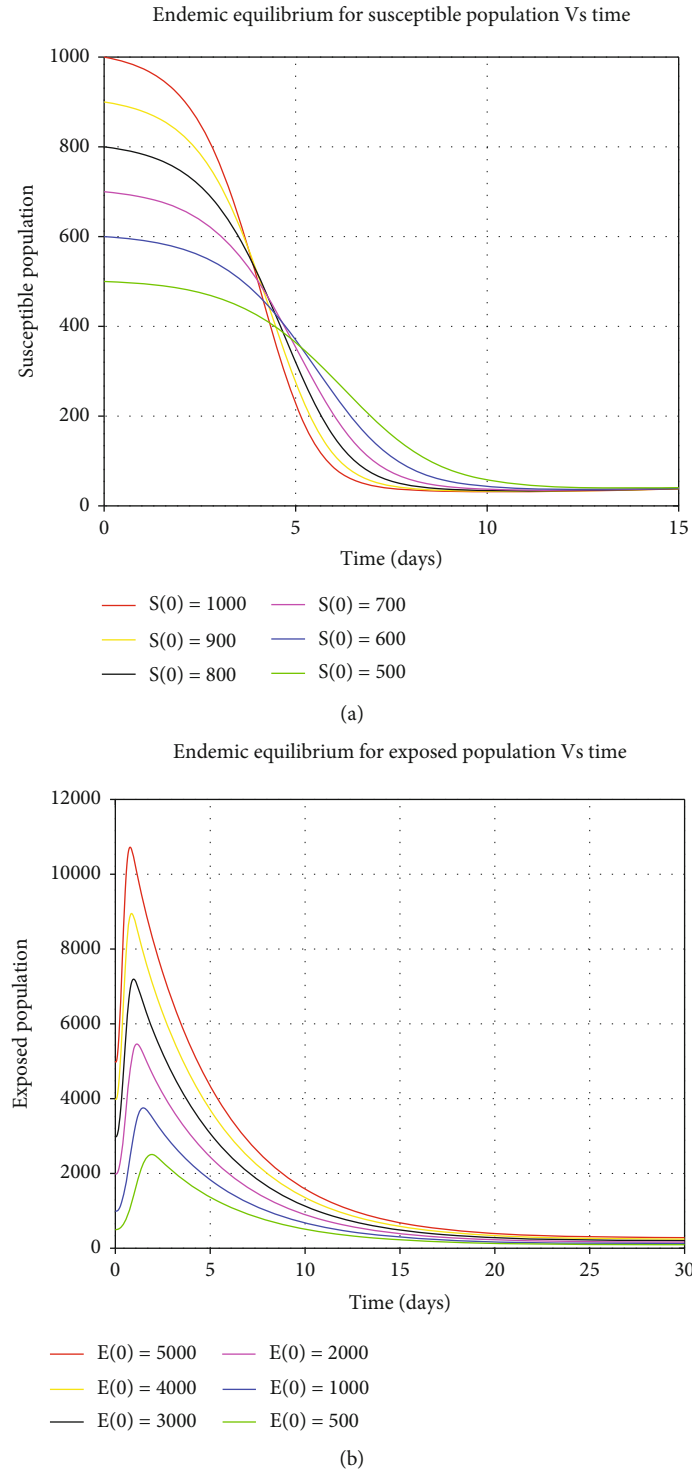 Endemic equilibrium for susceptible population Vs time
1000
800
600
400
200
0
Susceptible population
0 5 10 15
Time (days)
S(0) = 1000 S(0) = 700
S(0) = 900 S(0) = 600
S(0) = 800 S(0) = 500
(a)
Endemic equilibrium for exposed population Vs time
12000
10000
8000
6000
4000
2000
0
Exposed population
0 5 10 15 20 25 30
Time (days)
E(0) = 5000 E(0) = 2000
E(0) = 4000 E(0) = 1000
E(0) = 3000 E(0) = 500
(b)